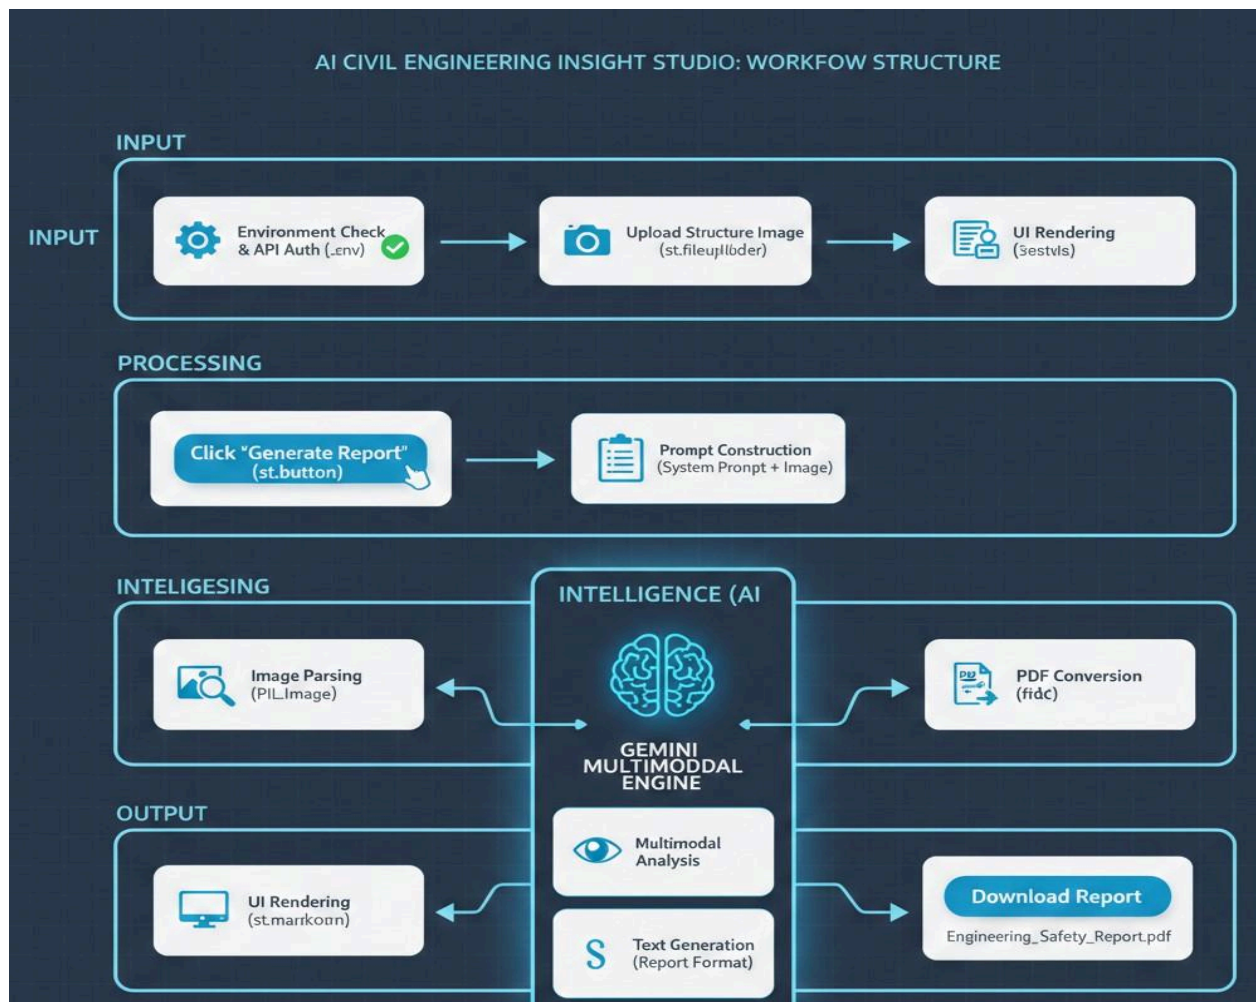 AI CIVIL ENGINEERING INSIGHT STUDIO: WORKFOW STRUCTURE
INPUT
INPUT
Environment Check
& API Auth (.env)
Upload Structure Image
UI Rendering
PROCESSING
Click "Generate Report"
(st.button)
Prompt Construction
(System Pronpt + Image)
INTELIGESING
INTELLIGENCE (AI
Image Parsing
(PIL.Image)
GEMINI
MULTIMODDAL
ENGINE
PDF Conversion
OUTPUT
UI Rendering
Multimodal
Analysis
Text Generation
(Report Format)
Download Report
Engineering_Safety_Report.pdf